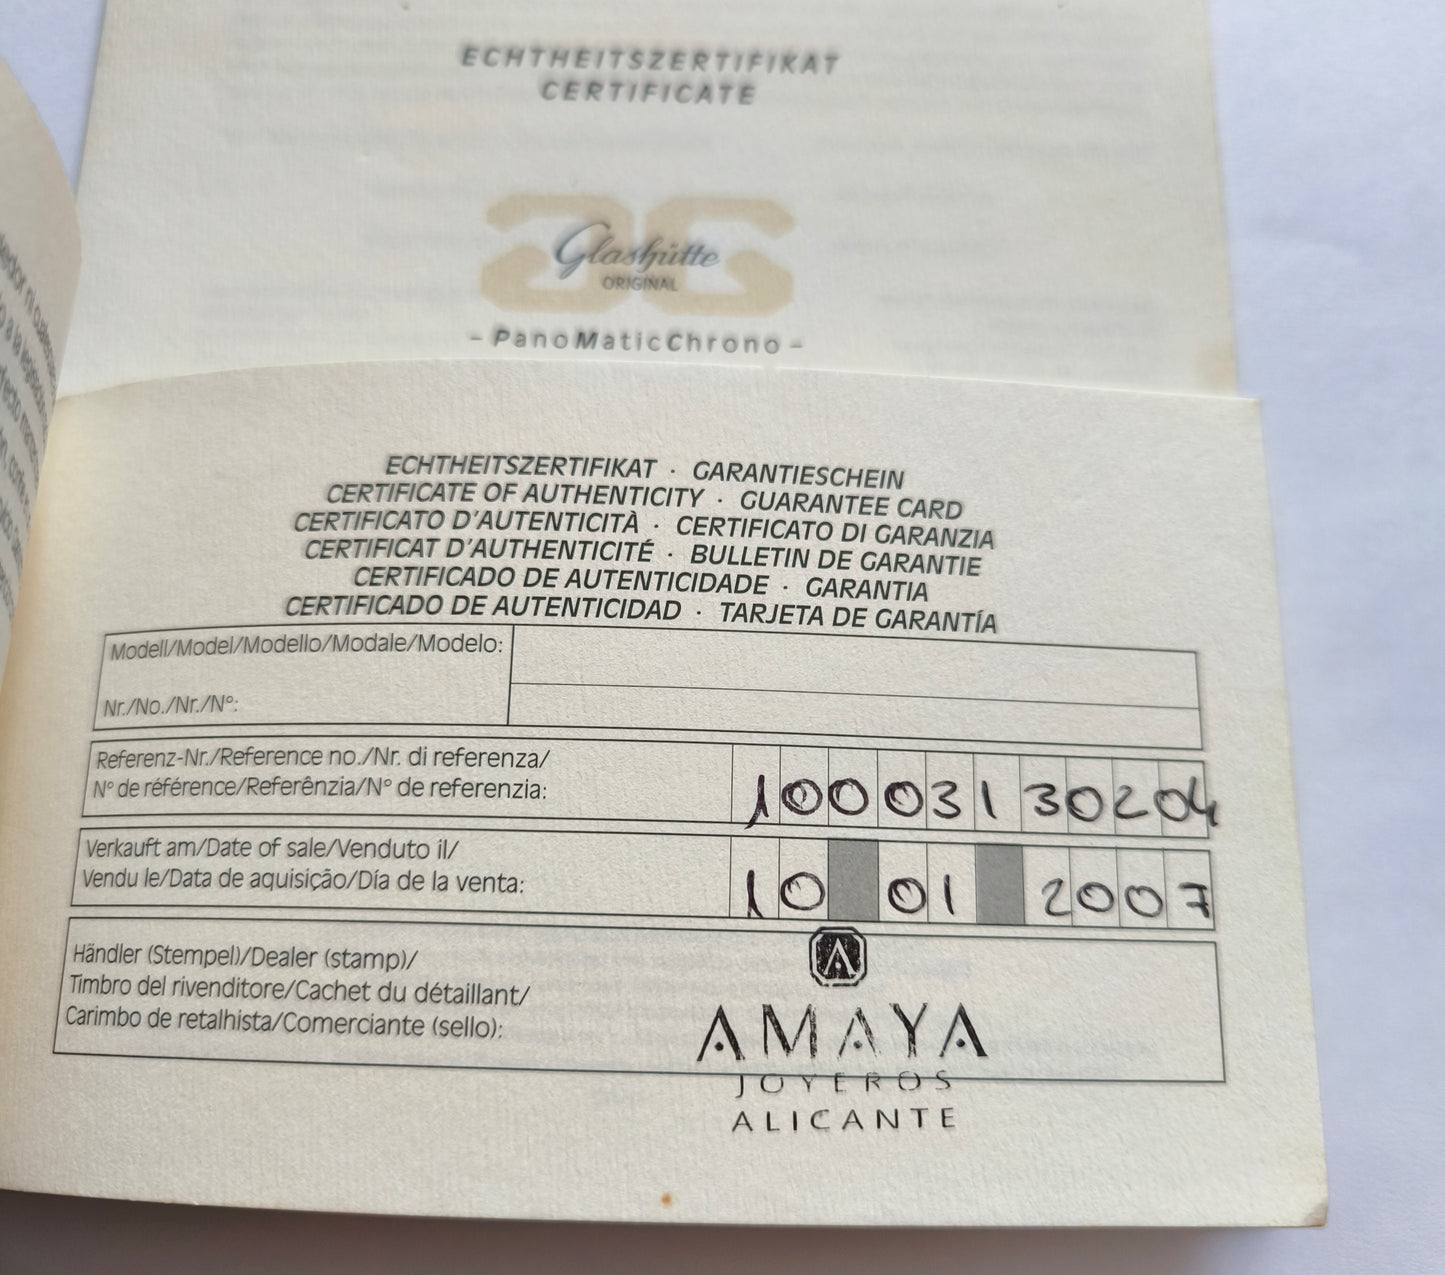 ECHTHEITSZERTIFIKAT
CERTIFICATE
Glashütte
ORIGINAL
– PanoMaticChrono –
ECHTHEITSZERTIFIKAT · GARANTIESCHEIN
CERTIFICATE OF AUTHENTICITY · GUARANTEE CARD
CERTIFICATO D'AUTENTICITÀ · CERTIFICATO DI GARANZIA
CERTIFICAT D'AUTHENTICITÉ · BULLETIN DE GARANTIE
CERTIFICADO DE AUTENTICIDADE · GARANTIA
CERTIFICADO DE AUTENTICIDAD · TARJETA DE GARANTÍA
Modell/Model/Modello/Modale/Modelo:
Nr./No./Nr./N°:
Referenz-Nr./Reference no./Nr. di referenza/
N° de référence/Referênzia/N° de referenzia:
10003130204
Verkauft am/Date of sale/Venduto il/
Vendu le/Data de aquisição/Día de la venta:
10 01 2007
Händler (Stempel)/Dealer (stamp)/
Timbro del rivenditore/Cachet du détaillant/
Carimbo de retalhista/Comerciante (sello):
AMAYA
JOYEROS
ALICANTE